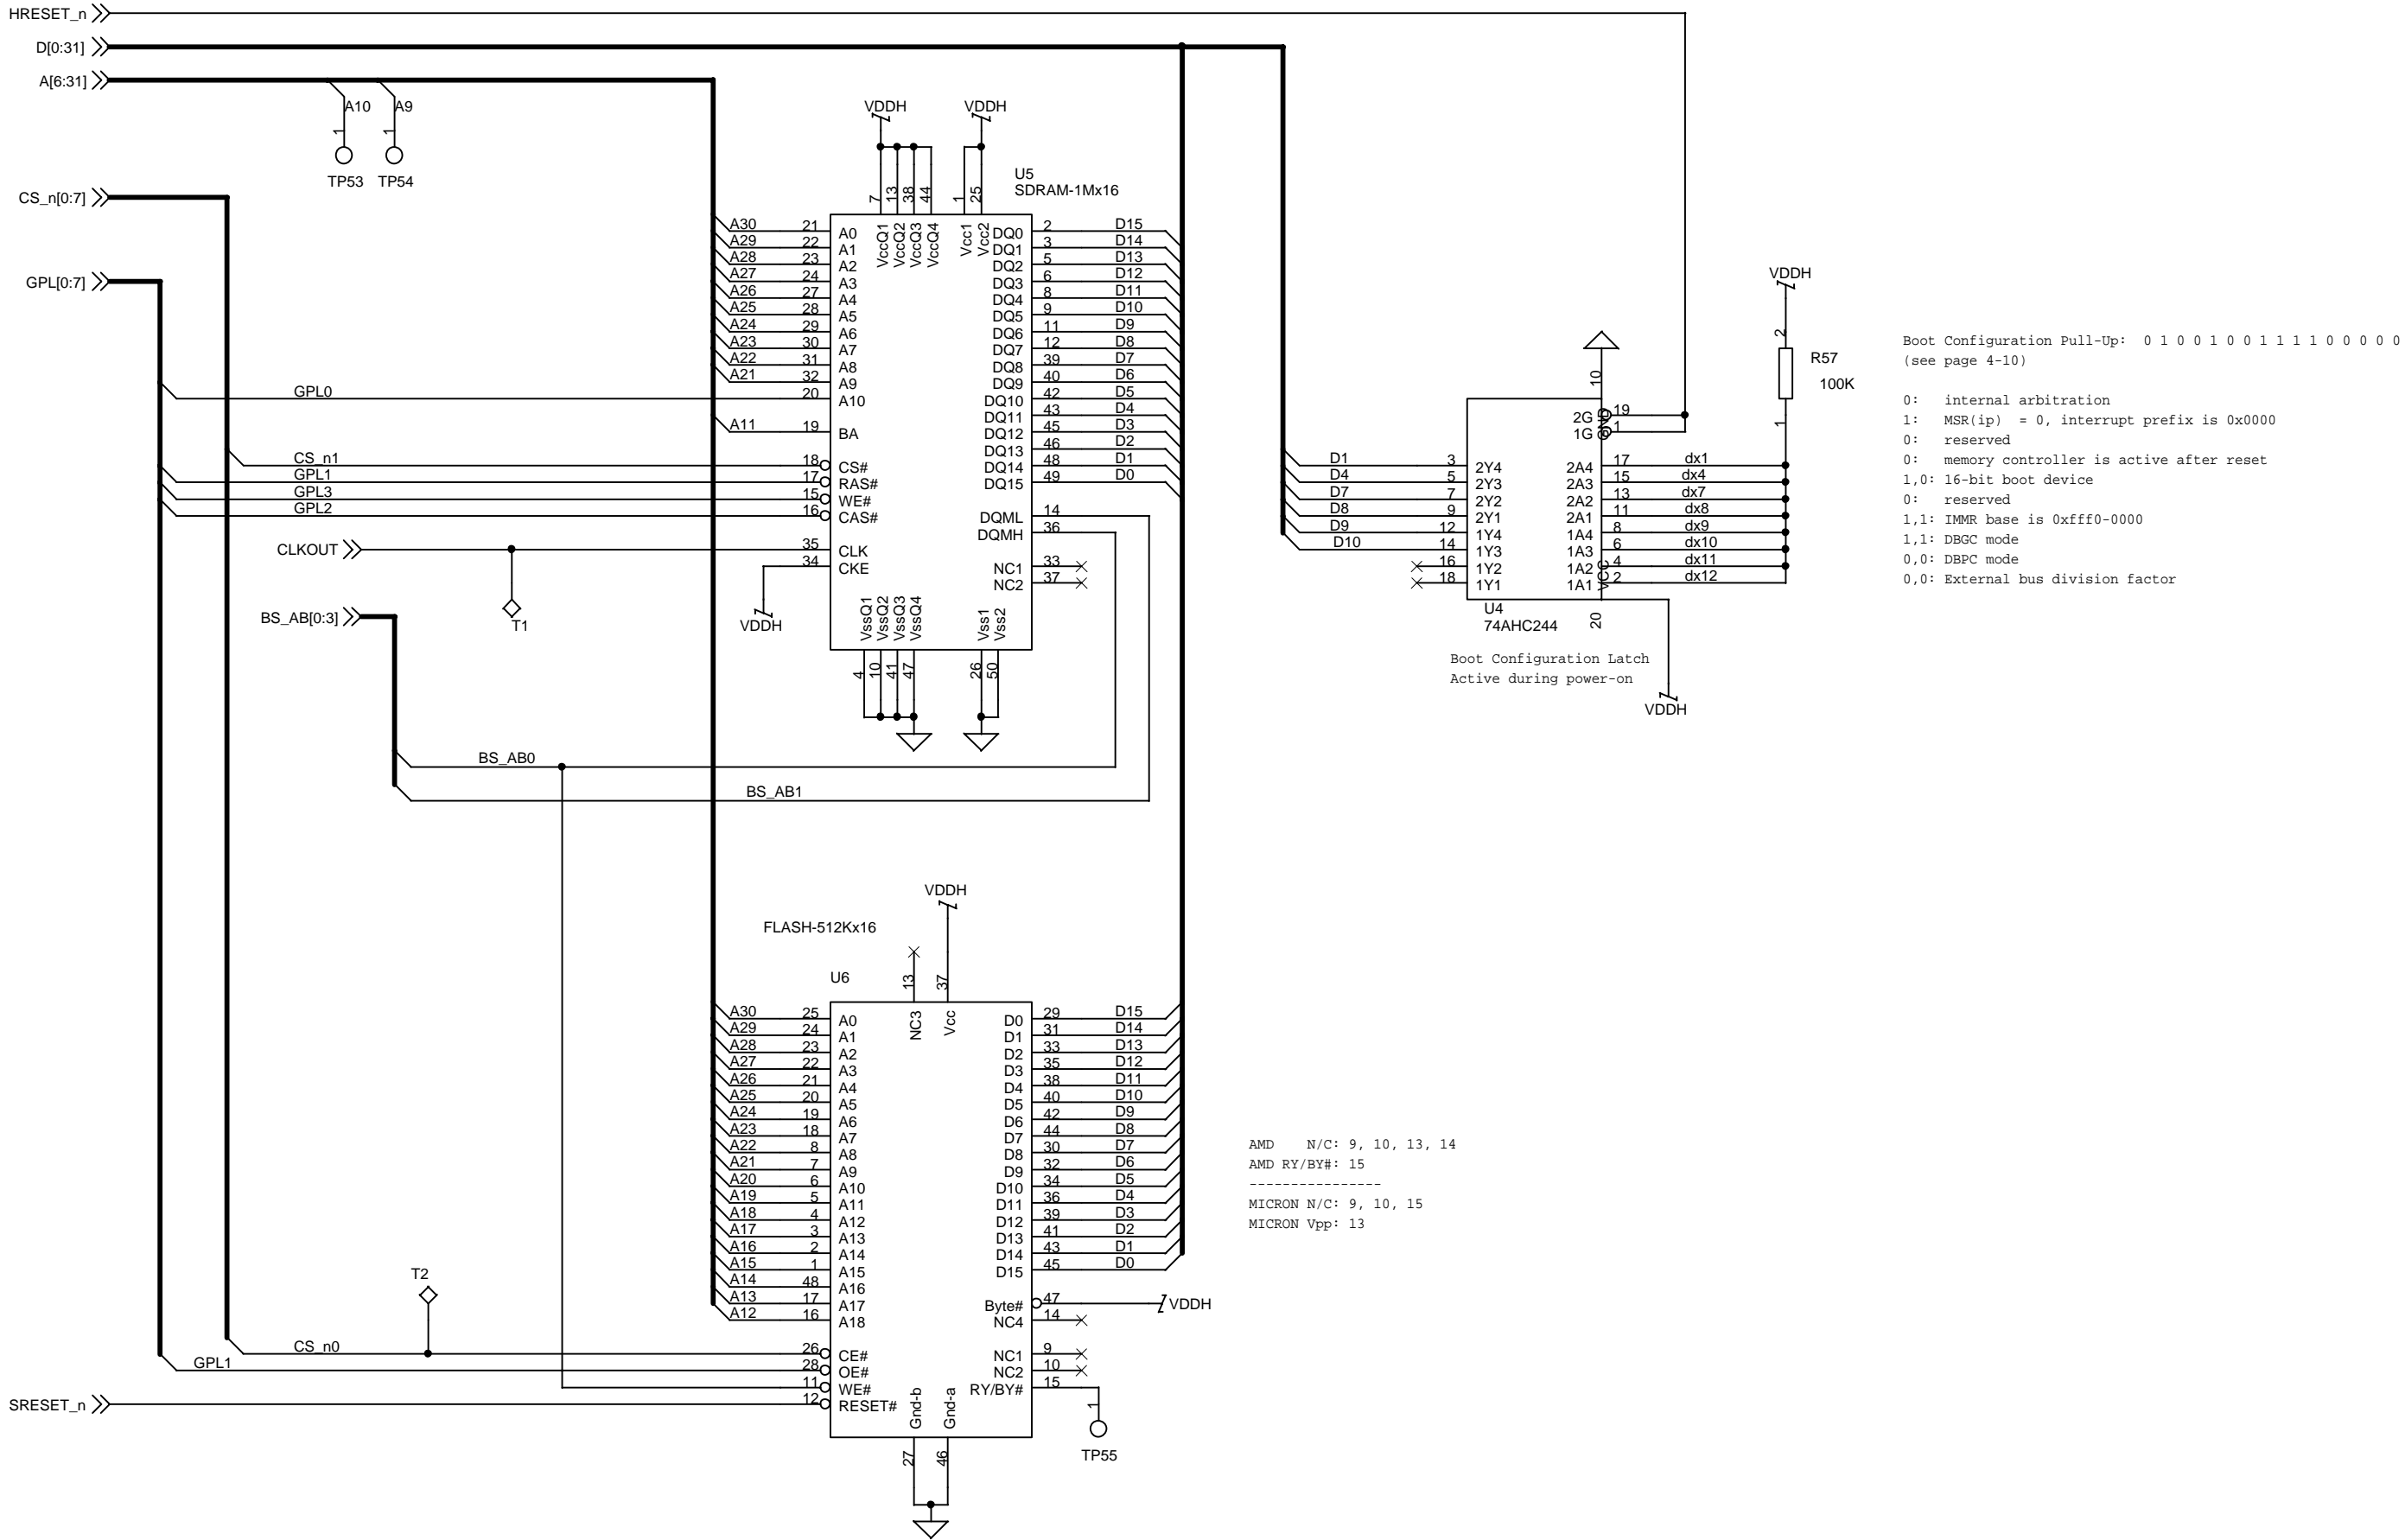 HRESET_n
D[0:31]
A[6:31]
A10 A9
1 1
TP53 TP54
CS_n[0:7]
GPL[0:7]
VDDH VDDH
U5
SDRAM-1Mx16
7 13 38 44 1 25
VccQ1 VccQ2 VccQ3 VccQ4 Vcc1 Vcc2
A30 21 A0 DQ0 2 D15
A29 22 A1 DQ1 3 D14
A28 23 A2 DQ2 5 D13
A27 24 A3 DQ3 6 D12
A26 27 A4 DQ4 8 D11
A25 28 A5 DQ5 9 D10
A24 29 A6 DQ6 11 D9
A23 30 A7 DQ7 12 D8
A22 31 A8 DQ8 39 D7
A21 32 A9 DQ9 40 D6
GPL0 20 A10 DQ10 42 D5
DQ11 43 D4
A11 19 BA DQ12 45 D3
DQ13 46 D2
CS_n1 18 CS# DQ14 48 D1
GPL1 17 RAS# DQ15 49 D0
GPL3 15 WE#
GPL2 16 CAS# DQML 14
DQMH 36
CLKOUT 35 CLK
34 CKE NC1 33
NC2 37
T1
VDDH
VssQ1 VssQ2 VssQ3 VssQ4 Vss1 Vss2
4 10 41 47 26 50
BS_AB[0:3]
BS_AB0
BS_AB1
VDDH
2
R57
100K
1
10
2G 19
1G 1
GND
D1 3 2Y4 2A4 17 dx1
D4 5 2Y3 2A3 15 dx4
D7 7 2Y2 2A2 13 dx7
D8 9 2Y1 2A1 11 dx8
D9 12 1Y4 1A4 8 dx9
D10 14 1Y3 1A3 6 dx10
16 1Y2 1A2 4 dx11
18 1Y1 1A1 2 dx12
VCC
U4
74AHC244
20
Boot Configuration Latch
Active during power-on
VDDH
Boot Configuration Pull-Up: 0 1 0 0 1 0 0 1 1 1 1 0 0 0 0 0
(see page 4-10)
0: internal arbitration
1: MSR(ip) = 0, interrupt prefix is 0x0000
0: reserved
0: memory controller is active after reset
1,0: 16-bit boot device
0: reserved
1,1: IMMR base is 0xfff0-0000
1,1: DBGC mode
0,0: DBPC mode
0,0: External bus division factor
VDDH
FLASH-512Kx16
U6
13 37
NC3 Vcc
A30 25 A0 D0 29 D15
A29 24 A1 D1 31 D14
A28 23 A2 D2 33 D13
A27 22 A3 D3 35 D12
A26 21 A4 D4 38 D11
A25 20 A5 D5 40 D10
A24 19 A6 D6 42 D9
A23 18 A7 D7 44 D8
A22 8 A8 D8 30 D7
A21 7 A9 D9 32 D6
A20 6 A10 D10 34 D5
A19 5 A11 D11 36 D4
A18 4 A12 D12 39 D3
A17 3 A13 D13 41 D2
A16 2 A14 D14 43 D1
A15 1 A15 D15 45 D0
A14 48 A16
A13 17 A17 Byte# 47 VDDH
A12 16 A18 NC4 14
T2
CS_n0 26 CE# NC1 9
GPL1 28 OE# NC2 10
11 WE# RY/BY# 15
SRESET_n 12 RESET#
Gnd-b Gnd-a
27 46
1
TP55
AMD N/C: 9, 10, 13, 14
AMD RY/BY#: 15
----------------
MICRON N/C: 9, 10, 15
MICRON Vpp: 13